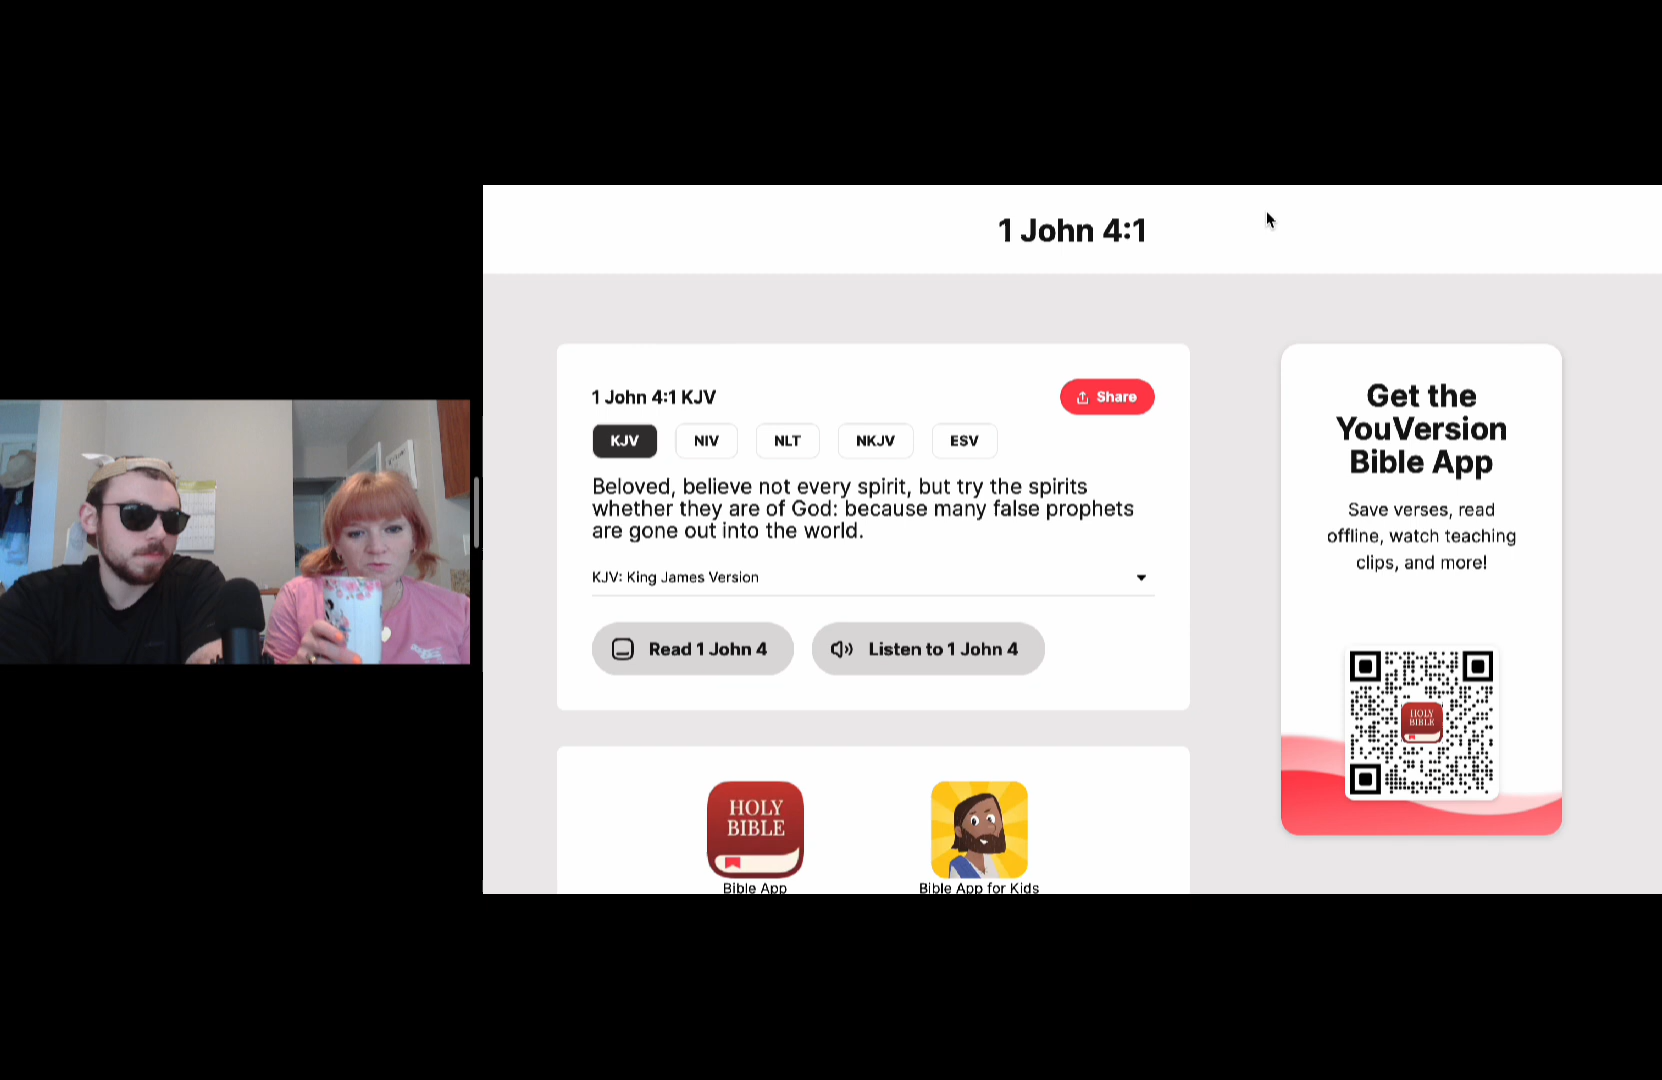 1 John 4:1
1 John 4:1 KJV
Share
KJV
NIV
NLT
NKJV
ESV
Beloved, believe not every spirit, but try the spirits
whether they are of God: because many false prophets
are gone out into the world.
KJV: King James Version
Read 1 John 4
Listen to 1 John 4
HOLY
BIBLE
Bible App
Bible App for Kids
Get the
YouVersion
Bible App
Save verses, read
offline, watch teaching
clips, and more!
HOLY
BIBLE